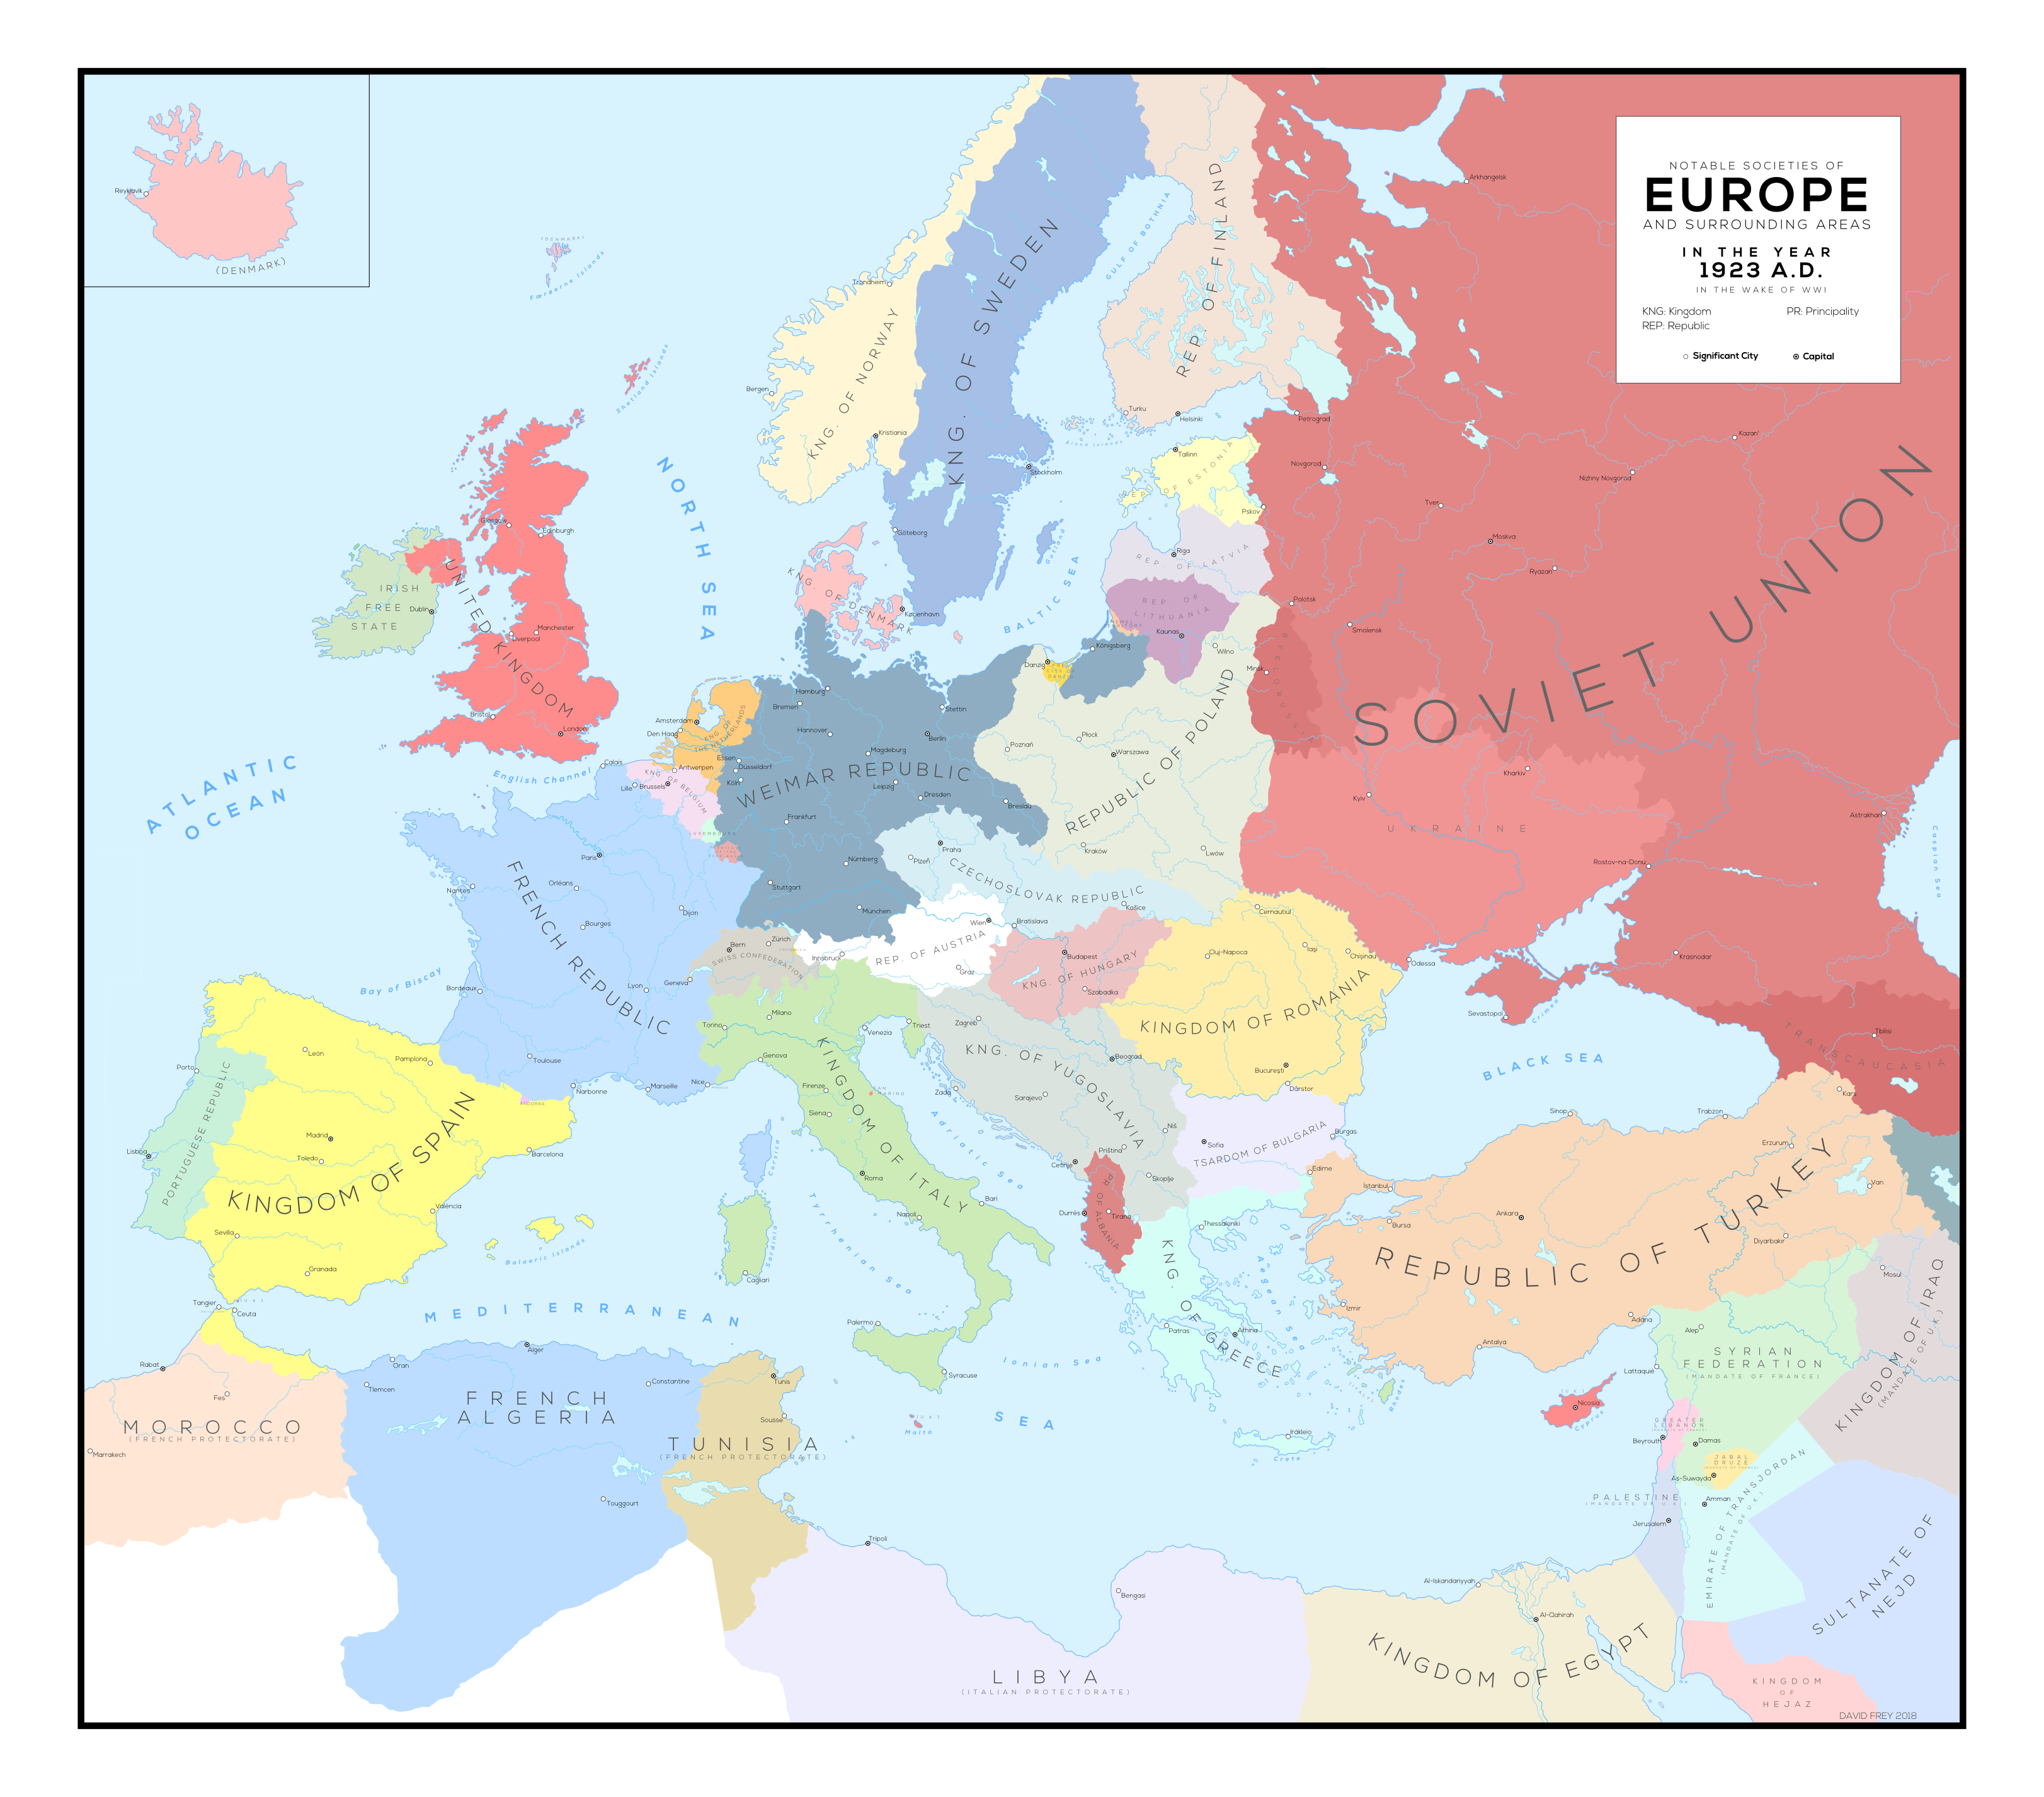 NOTABLE SOCIETIES OF
EUROPE
AND SURROUNDING AREAS
IN THE YEAR
1923 A.D.
IN THE WAKE OF WWI
KNG: Kingdom
PR: Principality
REP: Republic
Significant City
Capital
Reykjavik
(DENMARK)
(DENMARK)
Faeroerne Islands
Shetland Islands
ATLANTIC
OCEAN
NORTH SEA
GULF OF BOTHNIA
BALTIC SEA
English Channel
Bay of Biscay
KNG. OF NORWAY
Trondheim
Bergen
Kristiania
KNG. OF SWEDEN
Stockholm
Göteborg
REP. OF FINLAND
Turku
Helsinki
REP. OF ESTONIA
Tallinn
REP. OF LATVIA
Riga
REP. OF
LITHUANIA
Kaunas
KNG. OF DENMARK
København
IRISH
FREE
STATE
Dublin
UNITED KINGDOM
Glasgow
Edinburgh
Manchester
Liverpool
Bristol
London
SOVIET UNION
Arkhangelsk
Petrograd
Novgorod
Pskov
Tver
Moskva
Ryazan
Nizhny Novgorod
Kazan'
Polotsk
Smolensk
Minsk
UKRAINE
Kharkiv
Kyiv
Rostov-na-Donu
Astrakhan
Krasnodar
Odessa
Sevastopol
Crimea
Caspian Sea
TRANSCAUCASIA
Tbilisi
KNG. OF
THE NETHERLANDS
Amsterdam
Den Haag
KNG. OF BELGIUM
Antwerpen
Brussels
WEIMAR REPUBLIC
Hamburg
Bremen
Hannover
Stettin
Berlin
Magdeburg
Essen
Düsseldorf
Köln
Leipzig
Dresden
Breslau
Frankfurt
Nürnberg
Stuttgart
München
Königsberg
Danzig
REPUBLIC OF POLAND
Wilno
Poznań
Płock
Warszawa
Kraków
Lwów
CZECHOSLOVAK REPUBLIC
Praha
Plzeń
Bratislava
Košice
REP. OF AUSTRIA
Wien
Innsbruck
Graz
KNG. OF HUNGARY
Budapest
Szabadka
SWISS CONFEDERATION
Bern
Zürich
Geneva
FRENCH REPUBLIC
Calais
Lille
Paris
Orléans
Nantes
Bourges
Dijon
Lyon
Bordeaux
Toulouse
Narbonne
Marseille
Nice
Corsica
ANDORRA
KINGDOM OF SPAIN
León
Pamplona
Madrid
Toledo
Barcelona
València
Sevilla
Granada
Balaeric Islands
PORTUGUESE REPUBLIC
Porto
Lisboa
KINGDOM OF ITALY
Torino
Milano
Venezia
Triest
Genova
Firenze
Siena
Roma
Napoli
Bari
Palermo
Syracuse
Cagliari
Sardinia
Zada
SAN
MARINO
KNG. OF YUGOSLAVIA
Zagreb
Beograd
Sarajevo
Niš
Priština
Cetinje
Skoplje
PR. OF ALBANIA
Durrës
Tirana
KINGDOM OF ROMANIA
Cernautiul
Cluj-Napoca
Iaşi
Chişinau
Bucureşti
Dârstor
TSARDOM OF BULGARIA
Sofia
Burgas
KNG. OF GREECE
Thessaloniki
Patras
Athina
Irákleio
Crete
Rhodes
Adriatic Sea
Tyrrhenian Sea
Ionian Sea
Aegean Sea
BLACK SEA
MEDITERRANEAN
SEA
REPUBLIC OF TURKEY
Edirne
Istanbul
Bursa
Izmir
Ankara
Antalya
Adana
Sinop
Trabzon
Erzurum
Kars
Van
Diyarbakir
(U.K.)
Nicosia
Cyprus
SYRIAN
FEDERATION
(MANDATE OF FRANCE)
Alep
Lattaquie
Damas
GREATER
LEBANON
Beyrouth
JABAL
DRUZE
As-Suwayda
PALESTINE
(MANDATE OF U.K.)
Jerusalem
EMIRATE OF TRANSJORDAN
(MANDATE OF U.K.)
Amman
KINGDOM OF IRAQ
(MANDATE OF U.K.)
Mosul
SULTANATE OF
NEJD
KINGDOM
OF
HEJAZ
KINGDOM OF EGYPT
Al-Iskandariyyah
Al-Qahirah
LIBYA
(ITALIAN PROTECTORATE)
Tripoli
Bengasi
TUNISIA
(FRENCH PROTECTORATE)
Tunis
Sousse
(U.K.)
Malta
FRENCH
ALGERIA
Alger
Oran
Tlemcen
Constantine
Touggourt
MOROCCO
(FRENCH PROTECTORATE)
Tangier
Ceuta
(U.K.)
Rabat
Fes
Marrakech
DAVID FREY 2018